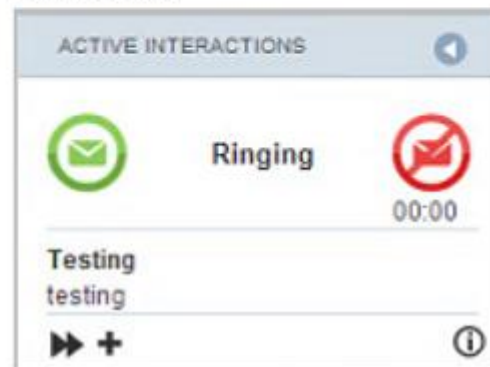 ACTIVE INTERACTIONS
Ringing
00:00
Testing
testing